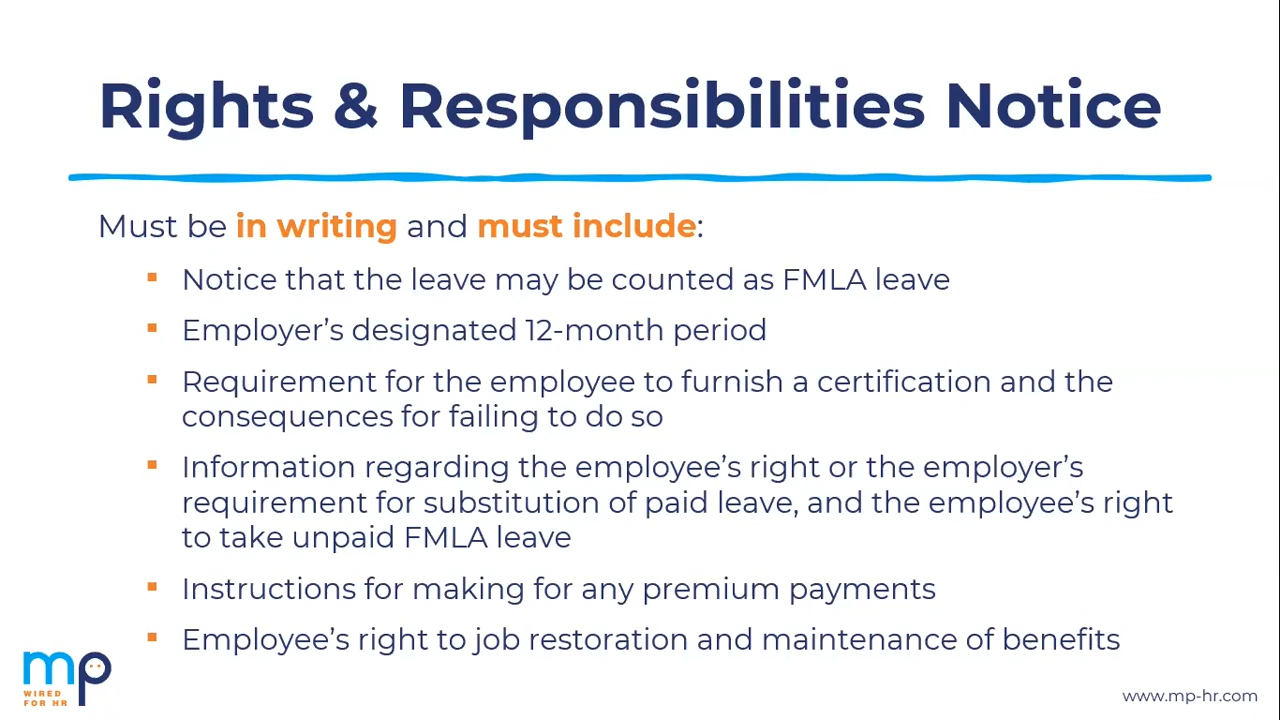 Rights & Responsibilities Notice
Must be in writing and must include:
▪ Notice that the leave may be counted as FMLA leave
▪ Employer’s designated 12-month period
▪ Requirement for the employee to furnish a certification and the
consequences for failing to do so
▪ Information regarding the employee’s right or the employer’s
requirement for substitution of paid leave, and the employee’s right
to take unpaid FMLA leave
▪ Instructions for making for any premium payments
▪ Employee’s right to job restoration and maintenance of benefits
mp
WIRED
FOR HR
www.mp-hr.com